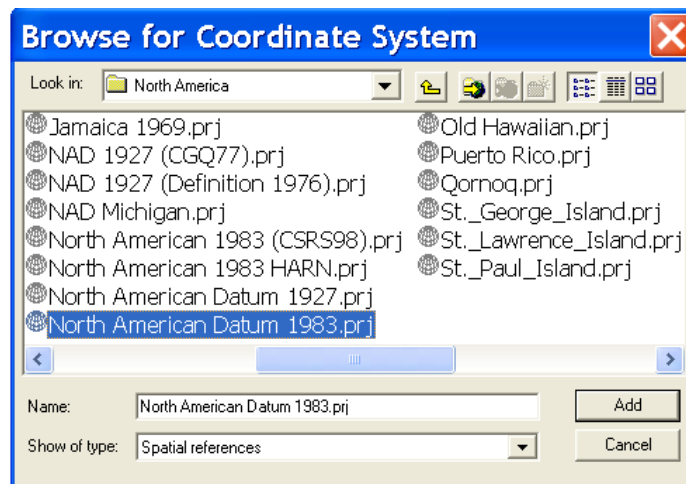 Browse for Coordinate System
Look in: North America
Jamaica 1969.prj
NAD 1927 (CGQ77).prj
NAD 1927 (Definition 1976).prj
NAD Michigan.prj
North American 1983 (CSRS98).prj
North American 1983 HARN.prj
North American Datum 1927.prj
North American Datum 1983.prj
Old Hawaiian.prj
Puerto Rico.prj
Qornoq.prj
St._George_Island.prj
St._Lawrence_Island.prj
St._Paul_Island.prj
Name: North American Datum 1983.prj Add
Show of type: Spatial references Cancel